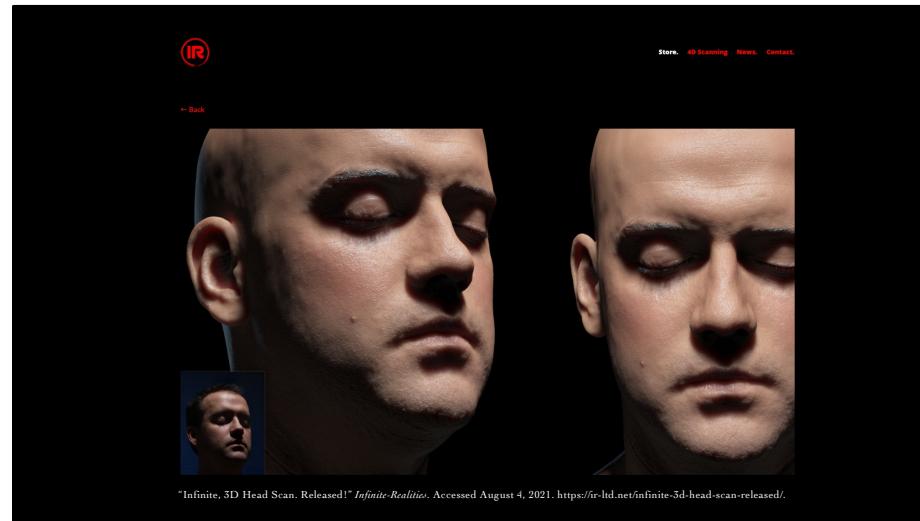 IR
Store. 4D Scanning News. Contact.
← Back
“Infinite, 3D Head Scan. Released!” Infinite-Realities. Accessed August 4, 2021. https://ir-ltd.net/infinite-3d-head-scan-released/.